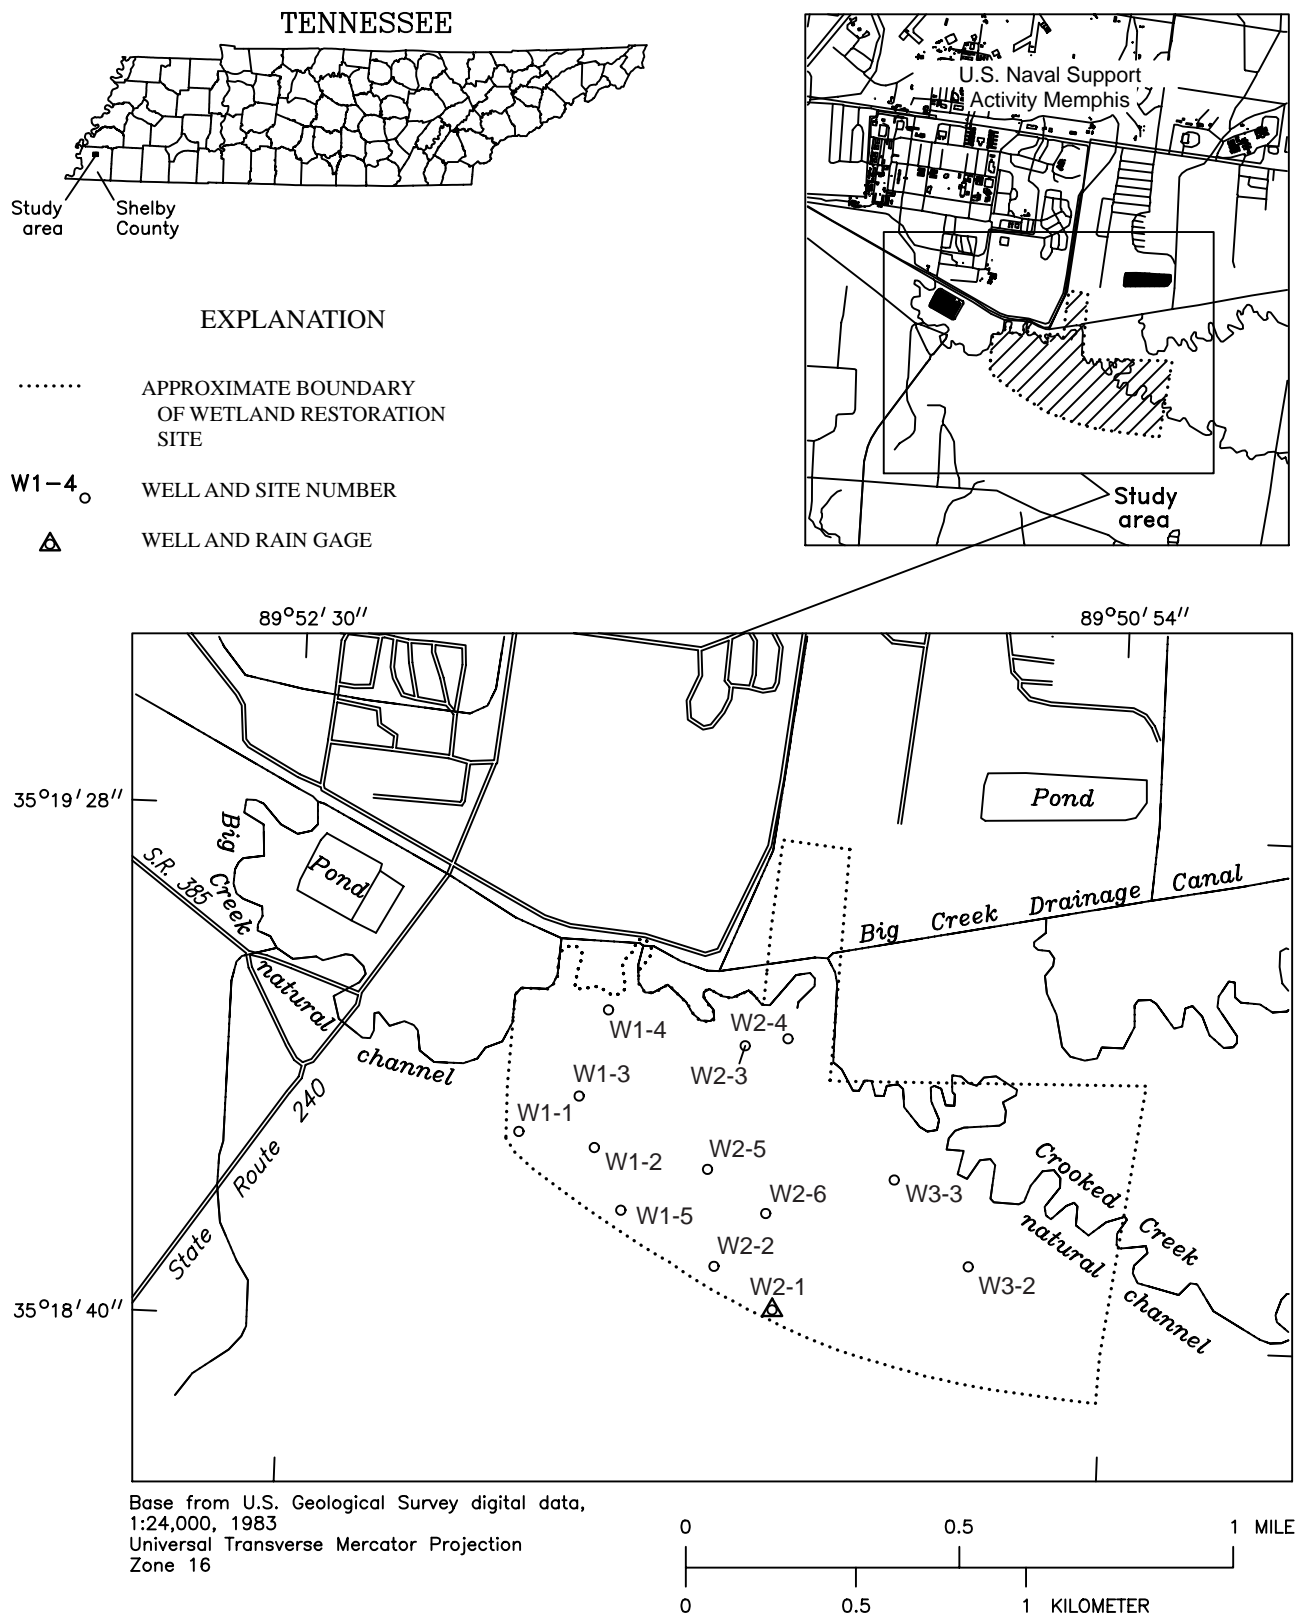 TENNESSEE
Study
area
Shelby
County
U.S. Naval Support
Activity Memphis
Study
area
EXPLANATION
APPROXIMATE BOUNDARY
OF WETLAND RESTORATION
SITE
W1-4
WELL AND SITE NUMBER
WELL AND RAIN GAGE
89°52' 30"
89°50' 54"
35°19' 28"
35°18' 40"
Pond
Big
Creek
natural
channel
S.R. 385
Pond
State Route 240
Big Creek Drainage Canal
W1-4
W2-4
W2-3
W1-3
W1-1
W1-2
W2-5
W1-5
W2-6
W3-3
W2-2
W2-1
W3-2
Crooked Creek
natural channel
Base from U.S. Geological Survey digital data,
1:24,000, 1983
Universal Transverse Mercator Projection
Zone 16
0 0.5 1 MILE
0 0.5 1 KILOMETER